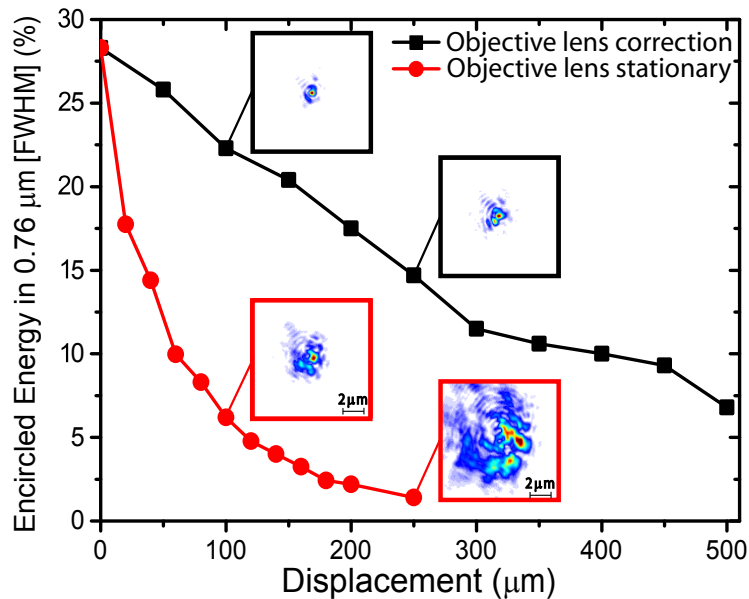 Encircled Energy in 0.76 µm [FWHM] (%)
30
25
20
15
10
5
0
Objective lens correction
Objective lens stationary
2µm
2µm
0
100
200
300
400
500
Displacement (µm)